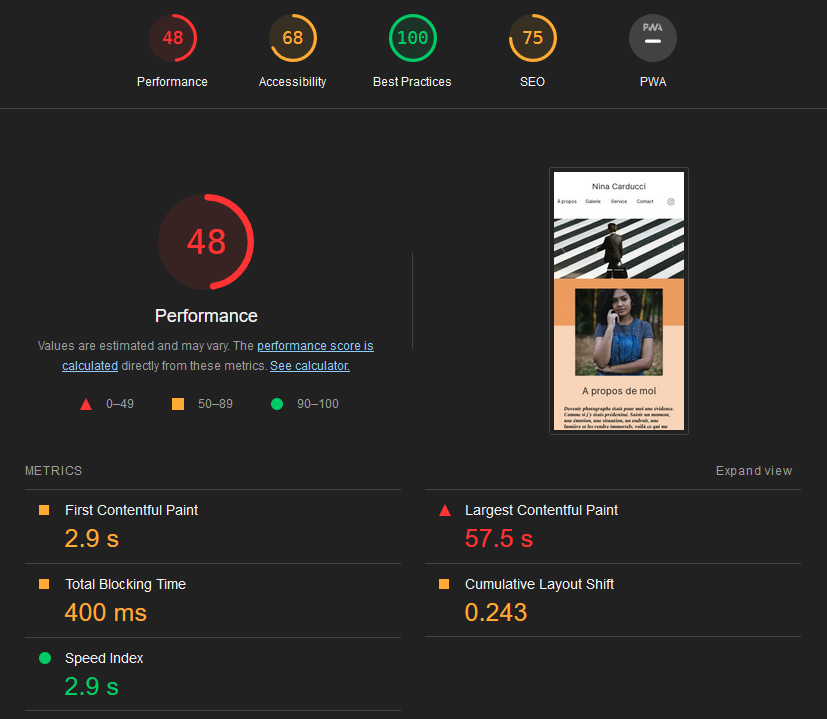 48
68
100
75
PWA
Performance
Accessibility
Best Practices
SEO
PWA
48
Performance
Values are estimated and may vary. The performance score is
calculated directly from these metrics. See calculator.
0–49
50–89
90–100
Nina Carducci
À propos
Galerie
Service
Contact
A propos de moi
Devenir photographe était pour moi une évidence.
Comme si j'y étais prédestiné. Saisir un moment,
une émotion, une situation, un endroit, une
lumière et les rendre immortels, voilà ce qui me
METRICS
Expand view
First Contentful Paint
2.9 s
Largest Contentful Paint
57.5 s
Total Blocking Time
400 ms
Cumulative Layout Shift
0.243
Speed Index
2.9 s